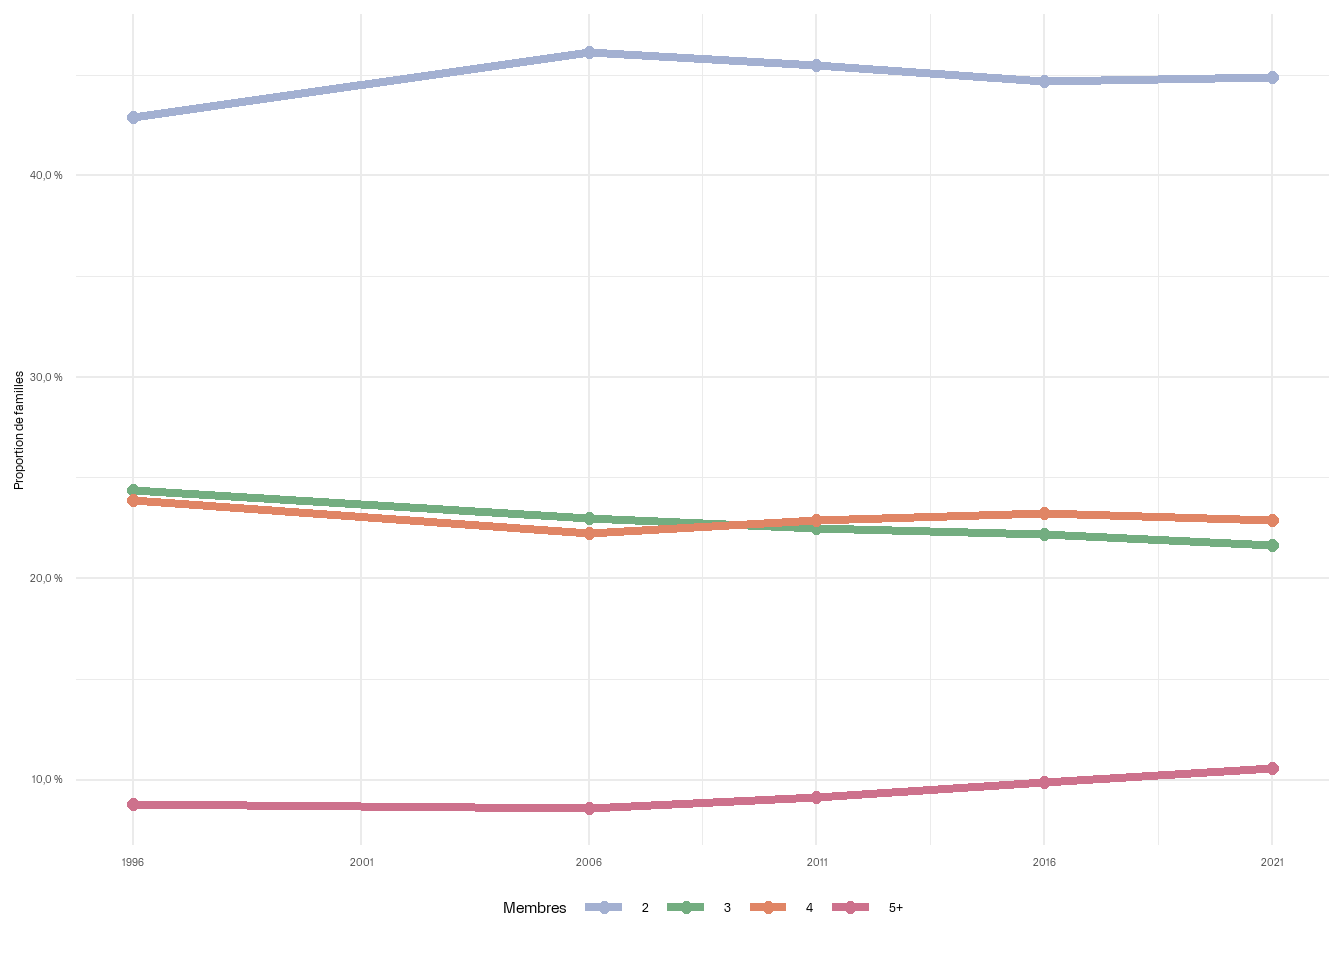 Proportion de familles
40,0 %
30,0 %
20,0 %
10,0 %
1996 2001 2006 2011 2016 2021
Membres 2 3 4 5+